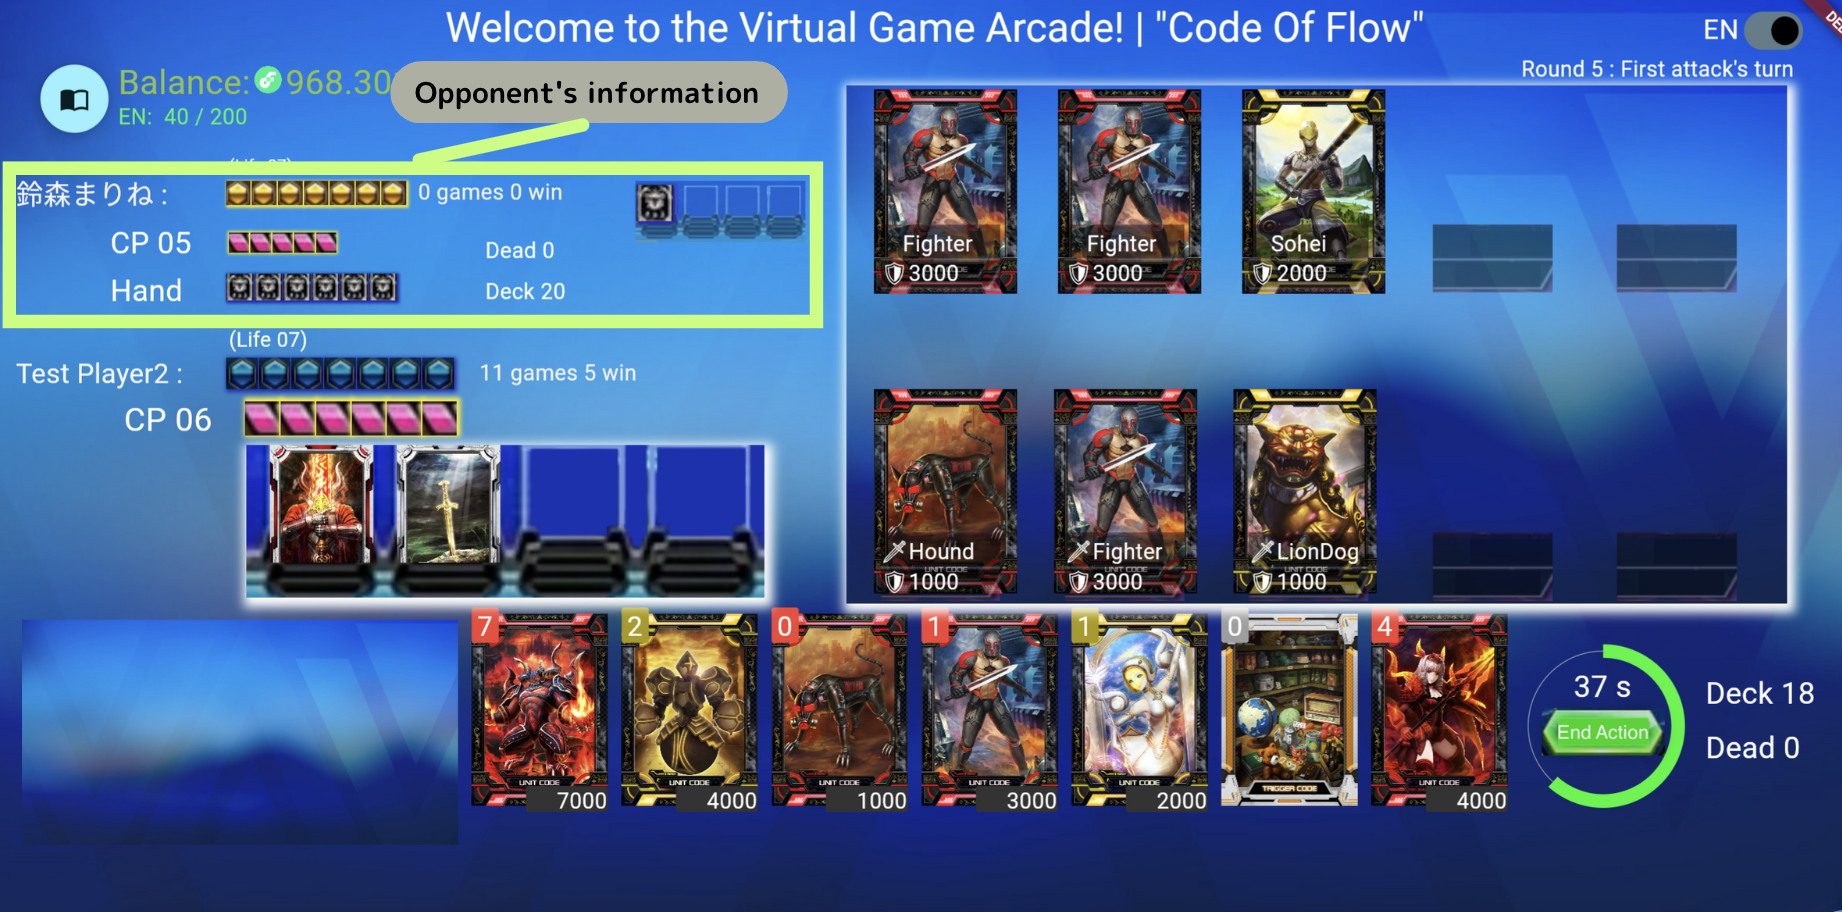 Welcome to the Virtual Game Arcade! | "Code Of Flow"
EN
Round 5 : First attack's turn
Balance: 968.30
EN: 40 / 200
Opponent's information
鈴森まりね :
0 games 0 win
CP 05
Dead 0
Hand
Deck 20
(Life 07)
Test Player2 :
11 games 5 win
CP 06
Fighter
3000
Fighter
3000
Sohei
2000
Hound
1000
Fighter
3000
LionDog
1000
7
UNIT CODE
7000
2
UNIT CODE
4000
0
UNIT CODE
1000
1
UNIT CODE
3000
1
UNIT CODE
2000
0
TRIGGER CODE
4
UNIT CODE
4000
37 s
End Action
Deck 18
Dead 0